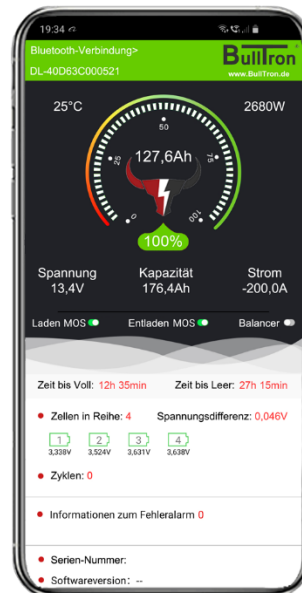 19:34
Bluetooth-Verbindung>
BullTron
DL-40D63C000521
www.BullTron.de
25°C
2680W
0
25
50
75
100
127,6Ah
100%
Spannung Kapazität Strom
13,4V 176,4Ah -200,0A
Laden MOS Entladen MOS Balancer
Zeit bis Voll: 12h 35min Zeit bis Leer: 27h 15min
Zellen in Reihe: 4 Spannungsdifferenz: 0,046V
1 2 3 4
3,338V 3,524V 3,631V 3,638V
Zyklen: 0
Informationen zum Fehleralarm 0
Serien-Nummer:
Softwareversion: --